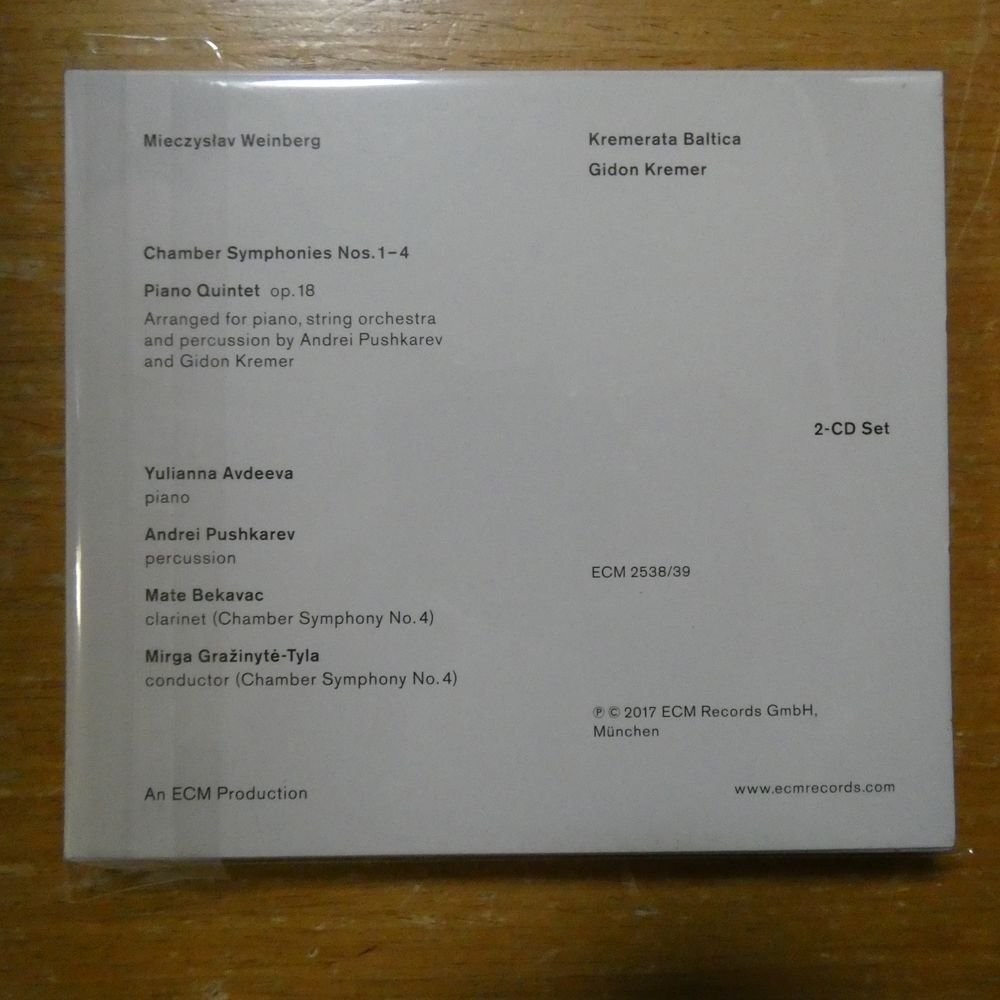 Mieczysław Weinberg
Kremerata Baltica
Gidon Kremer
Chamber Symphonies Nos. 1–4
Piano Quintet op. 18
Arranged for piano, string orchestra
and percussion by Andrei Pushkarev
and Gidon Kremer
2-CD Set
Yulianna Avdeeva
piano
Andrei Pushkarev
percussion
Mate Bekavac
clarinet (Chamber Symphony No. 4)
Mirga Gražinytė-Tyla
conductor (Chamber Symphony No. 4)
ECM 2538/39
℗ © 2017 ECM Records GmbH,
München
An ECM Production
www.ecmrecords.com